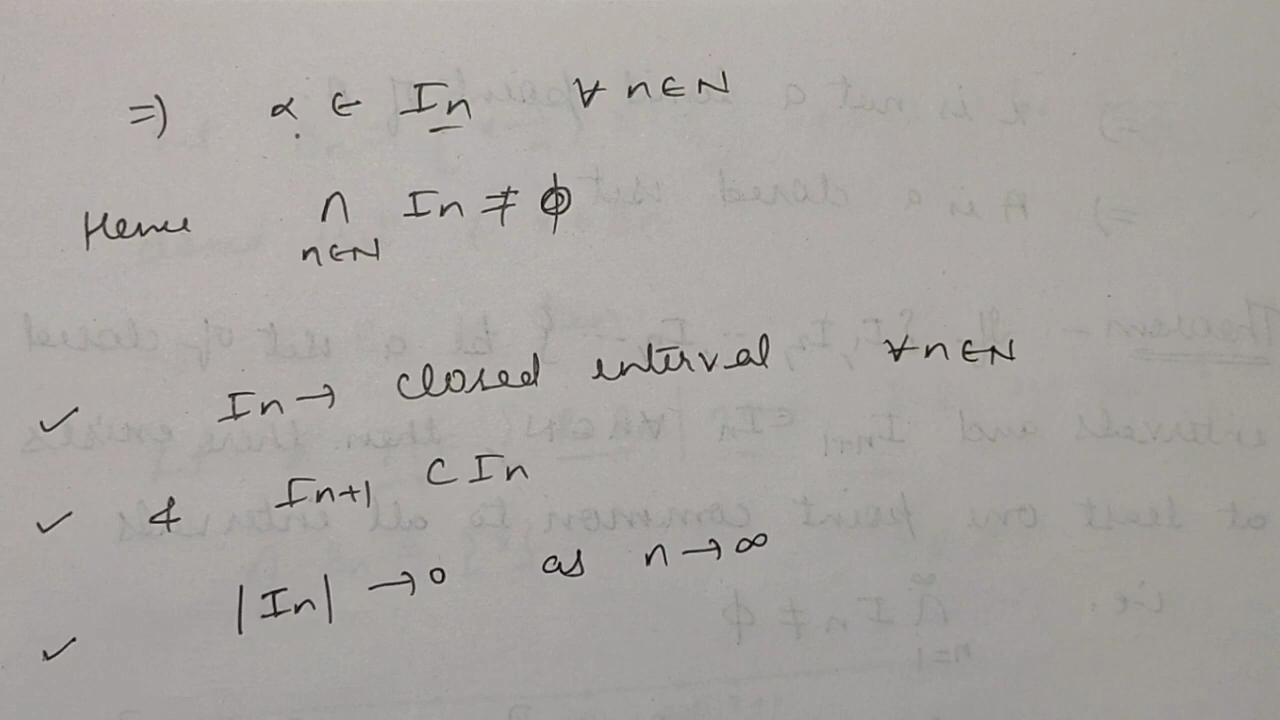 =) α ∈ In ∀ n∈N
Hence ∩ In ≠ ϕ
n∈N
In → closed interval ∀n∈N
✓
✓ & In+1 ⊂ In
|In| →0 as n→∞
✓